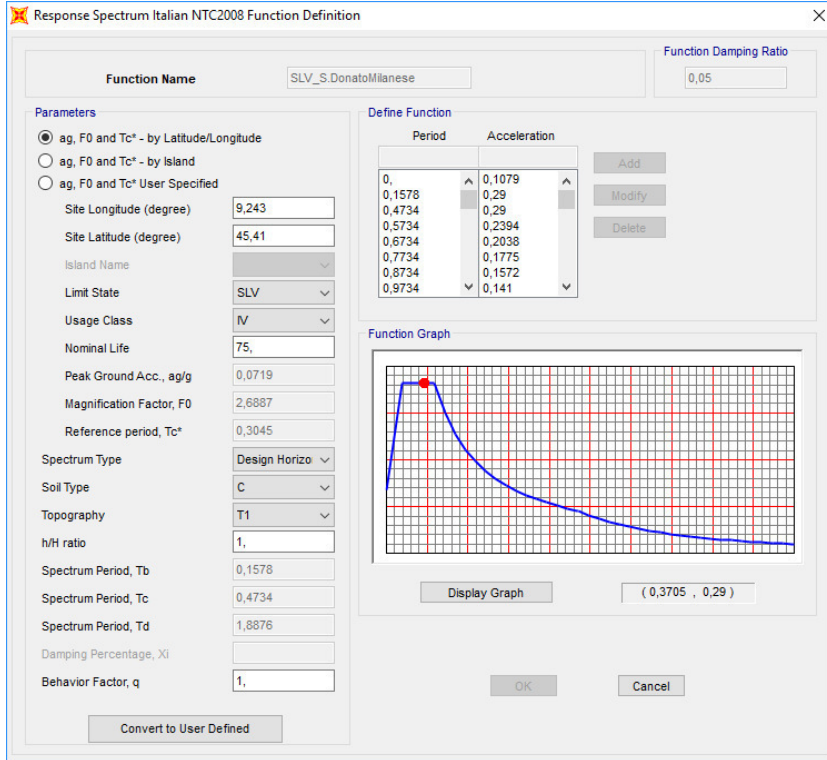 Response Spectrum Italian NTC2008 Function Definition
Function Damping Ratio
Function Name SLV_S.DonatoMilanese 0,05
Parameters
ag, F0 and Tc* - by Latitude/Longitude
ag, F0 and Tc* - by Island
ag, F0 and Tc* User Specified
Site Longitude (degree) 9,243
Site Latitude (degree) 45,41
Island Name
Limit State SLV
Usage Class IV
Nominal Life 75,
Peak Ground Acc., ag/g 0,0719
Magnification Factor, F0 2,6887
Reference period, Tc* 0,3045
Spectrum Type Design Horizo
Soil Type C
Topography T1
h/H ratio 1,
Spectrum Period, Tb 0,1578
Spectrum Period, Tc 0,4734
Spectrum Period, Td 1,8876
Damping Percentage, Xi
Behavior Factor, q 1,
Convert to User Defined
Define Function
Period Acceleration
0, 0,1079
0,1578 0,29
0,4734 0,29
0,5734 0,2394
0,6734 0,2038
0,7734 0,1775
0,8734 0,1572
0,9734 0,141
Add
Modify
Delete
Function Graph
Display Graph ( 0,3705 , 0,29 )
OK Cancel